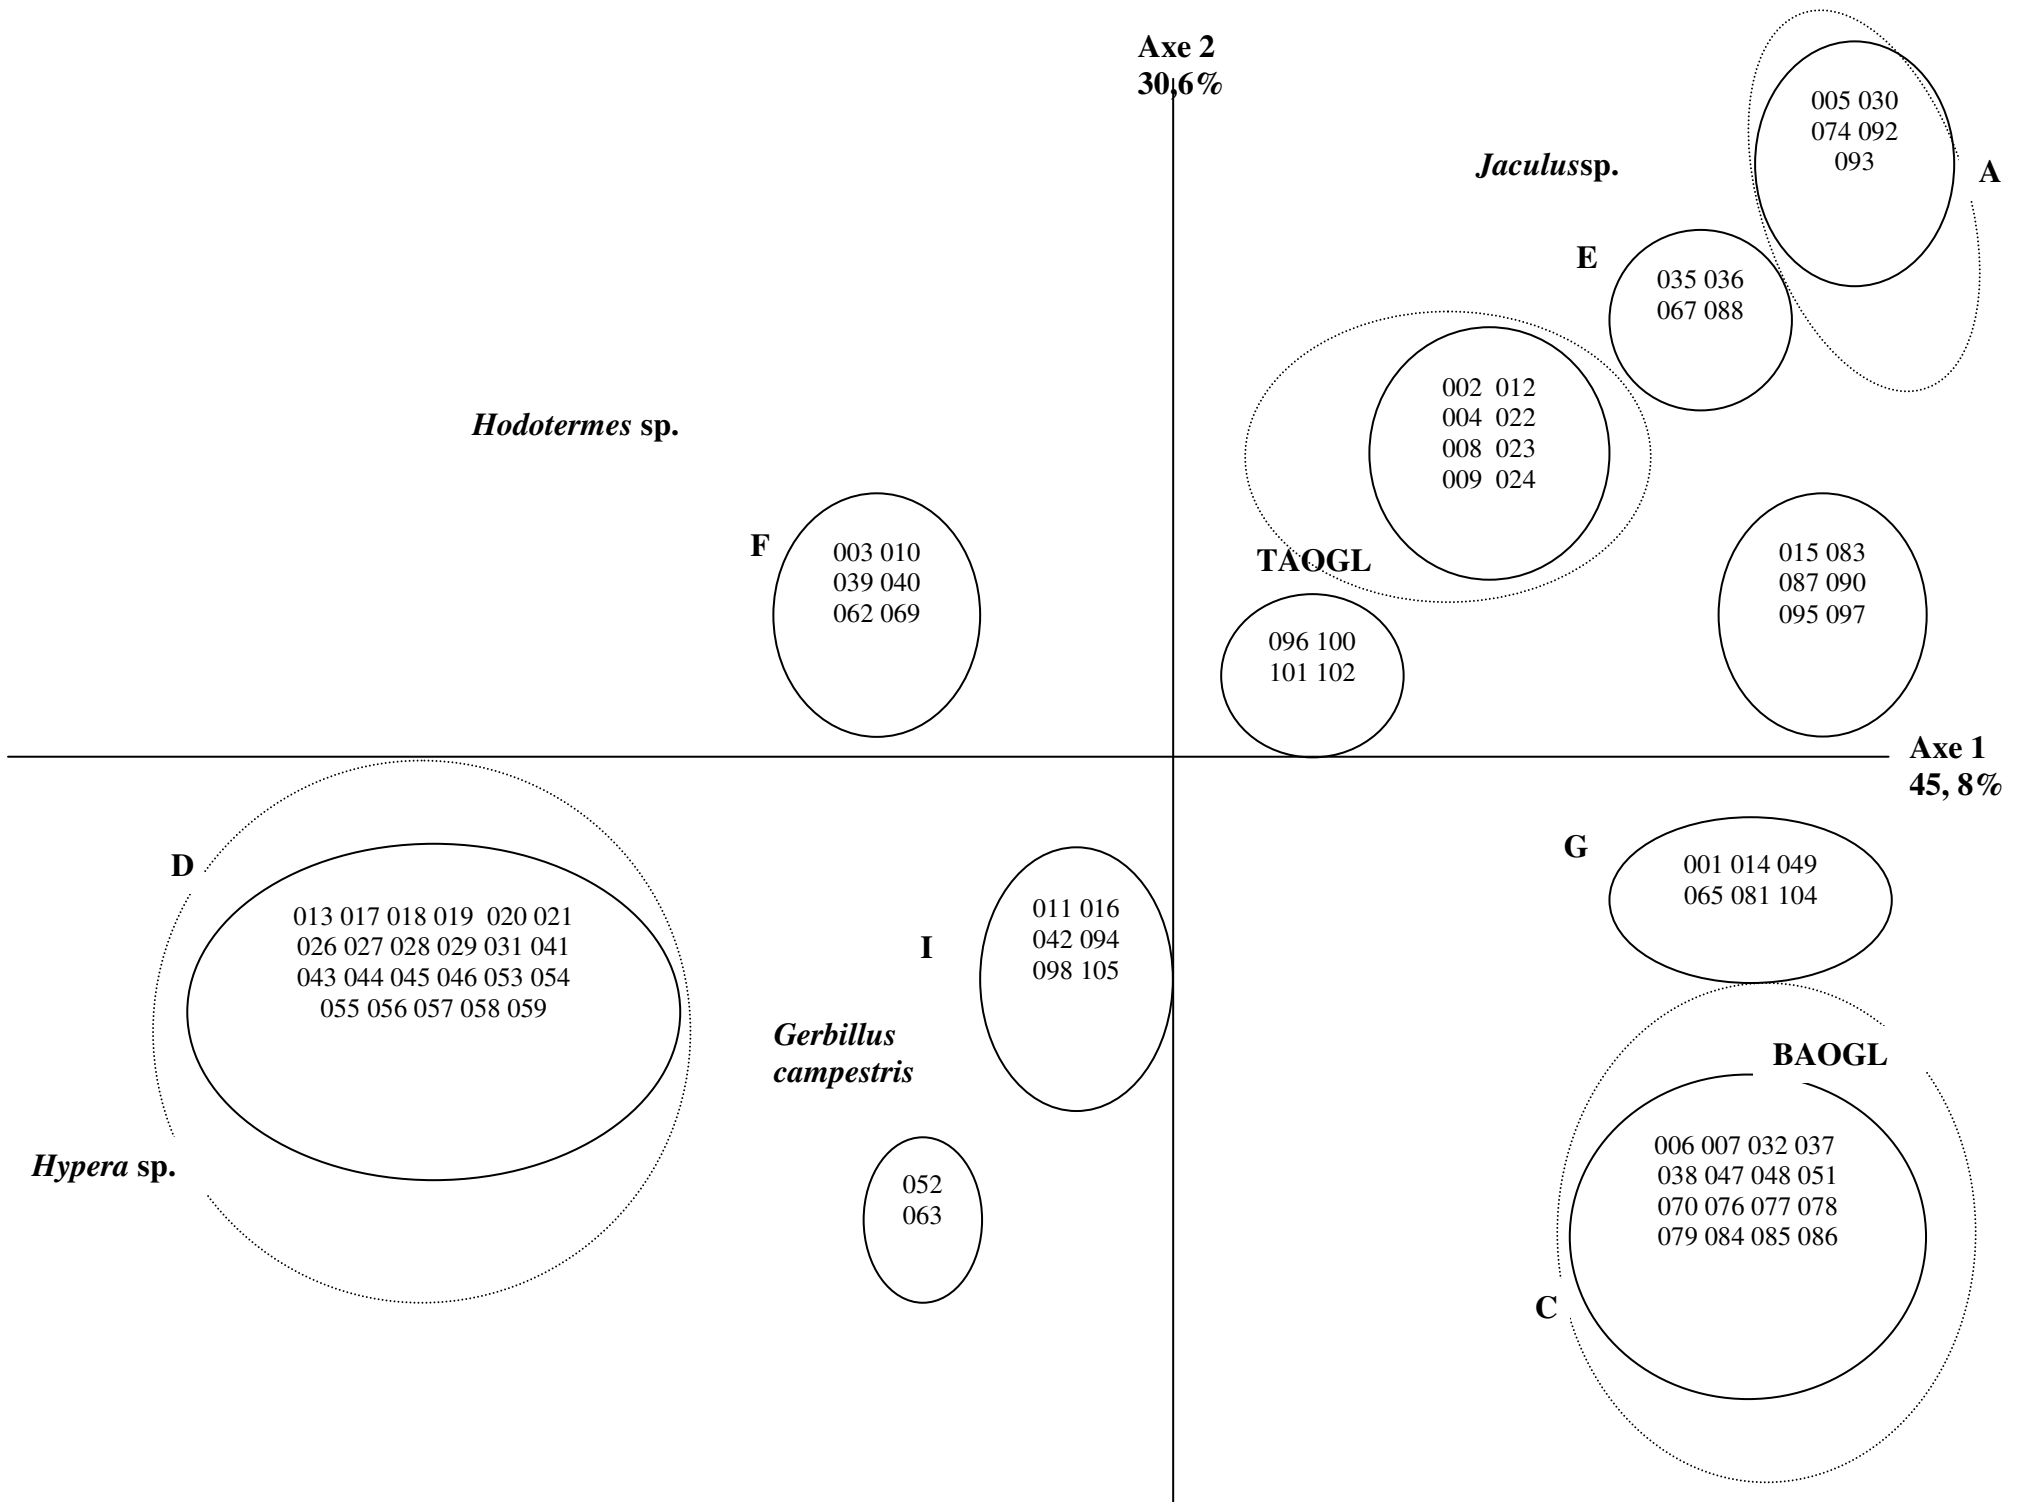 Axe 2
30,6%
005 030
074 092
093
Jaculussp.
A
E
035 036
067 088
002  012
004  022
008  023
009  024
Hodotermes sp.
F
003 010
039 040
062 069
TAOGL
015 083
087 090
095 097
096 100
101 102
Axe 1
45, 8%
G
001 014 049
065 081 104
D
013 017 018 019  020 021
026 027 028 029 031 041
043 044 045 046 053 054
055 056 057 058 059
I
011 016
042 094
098 105
Gerbillus
campestris
BAOGL
Hypera sp.
006 007 032 037
038 047 048 051
070 076 077 078
079 084 085 086
052
063
C